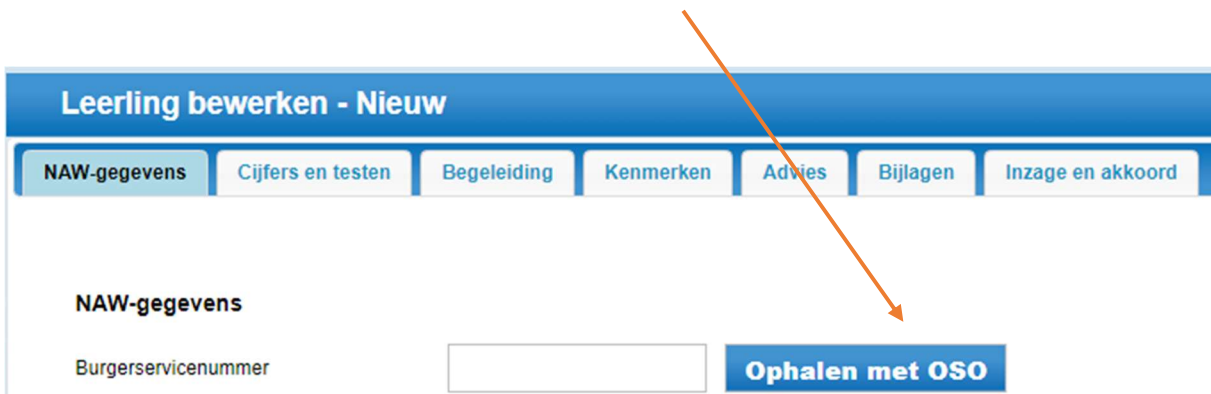 Leerling bewerken - Nieuw
NAW-gegevens Cijfers en testen Begeleiding Kenmerken Advies Bijlagen Inzage en akkoord
NAW-gegevens
Burgerservicenummer Ophalen met OSO